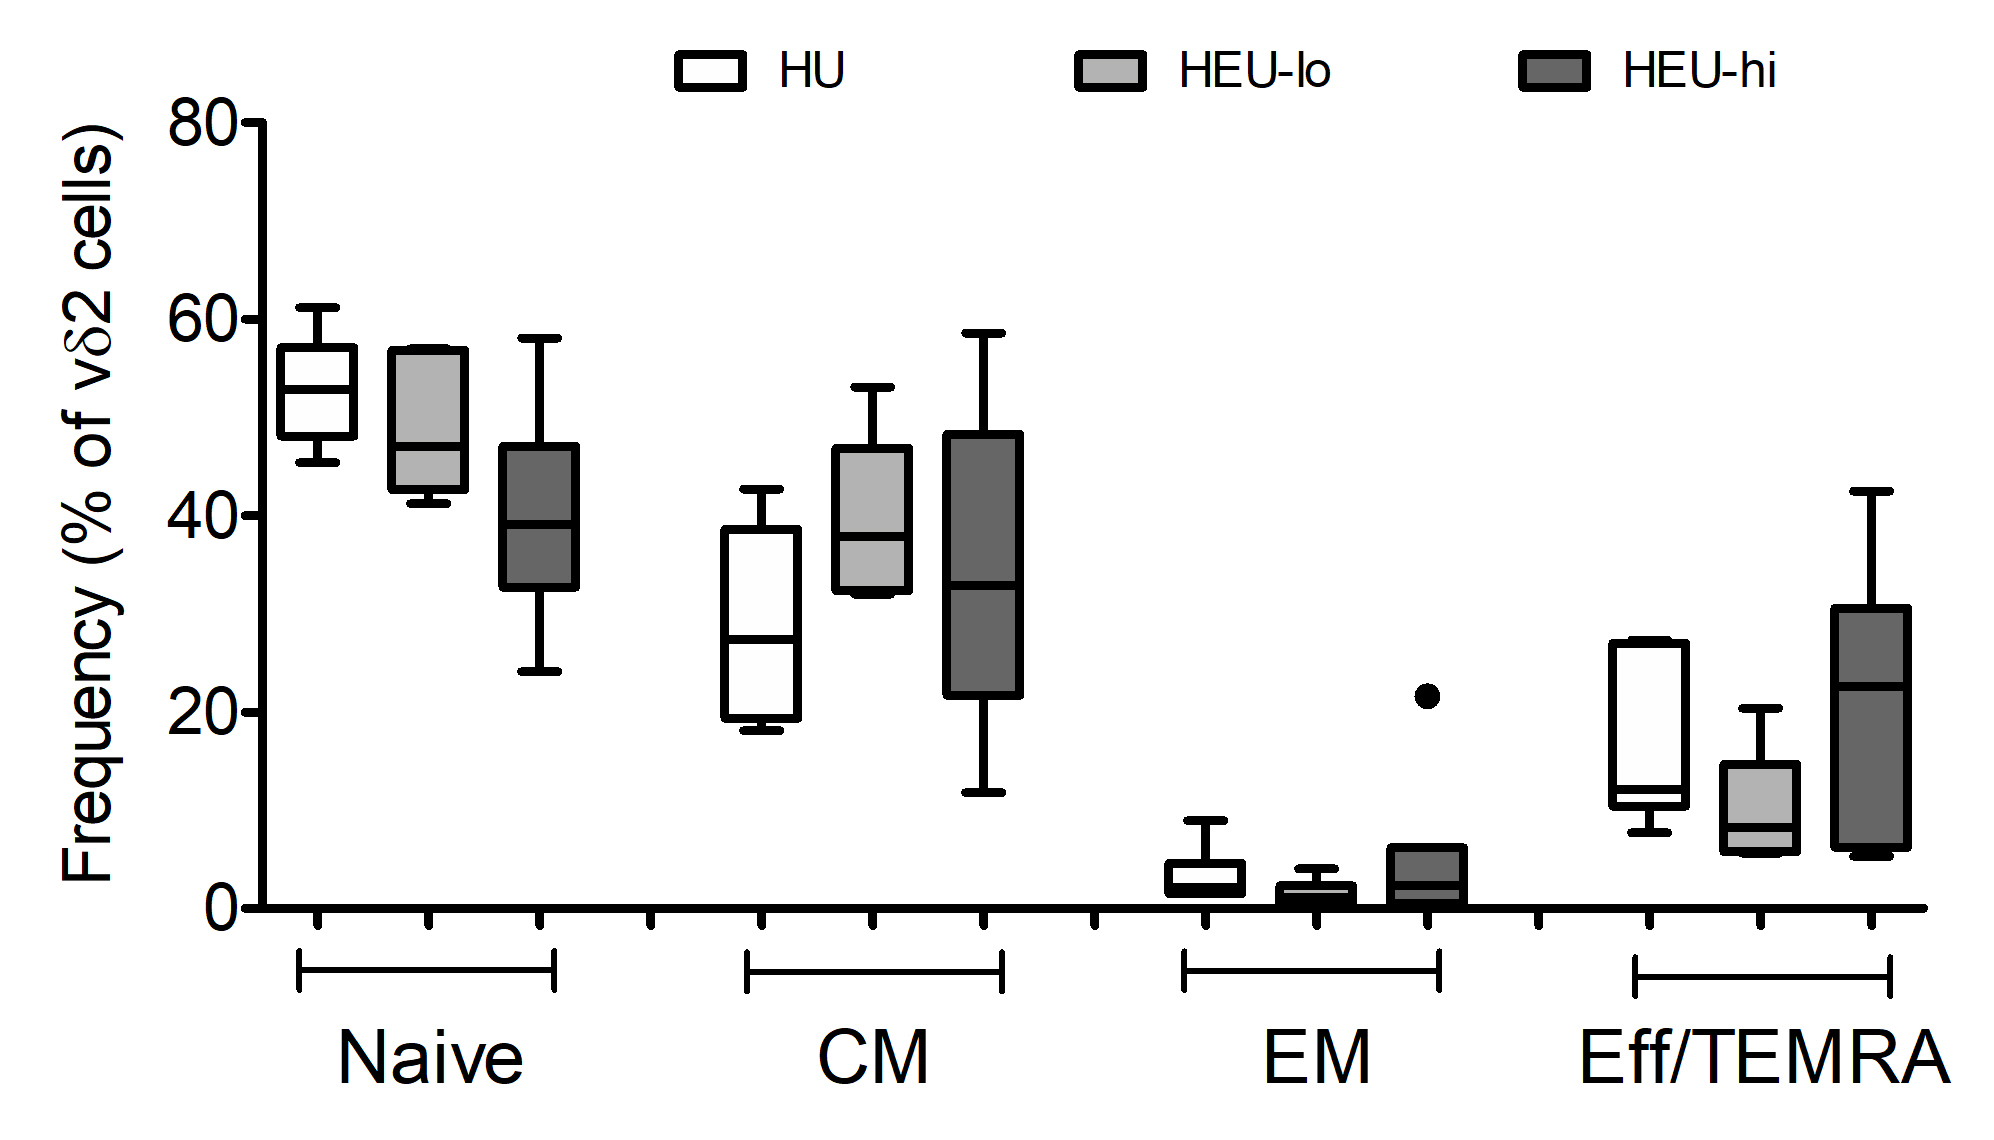 HU HEU-lo HEU-hi
Frequency (% of vδ2 cells)
80
60
40
20
0
Naive CM EM Eff/TEMRA